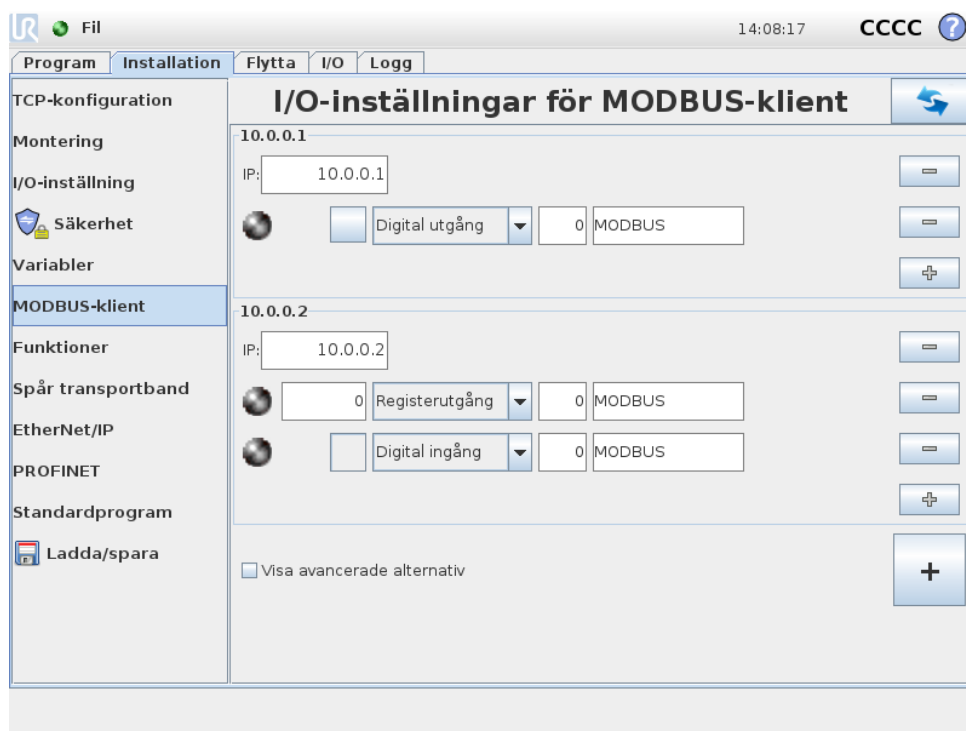 UR Fil 14:08:17 CCCC ?
Program Installation Flytta I/O Logg
TCP-konfiguration
Montering
I/O-inställning
Säkerhet
Variabler
MODBUS-klient
Funktioner
Spår transportband
EtherNet/IP
PROFINET
Standardprogram
Ladda/spara
I/O-inställningar för MODBUS-klient
10.0.0.1
IP: 10.0.0.1
Digital utgång 0 MODBUS
10.0.0.2
IP: 10.0.0.2
0 Registerutgång 0 MODBUS
Digital ingång 0 MODBUS
Visa avancerade alternativ +